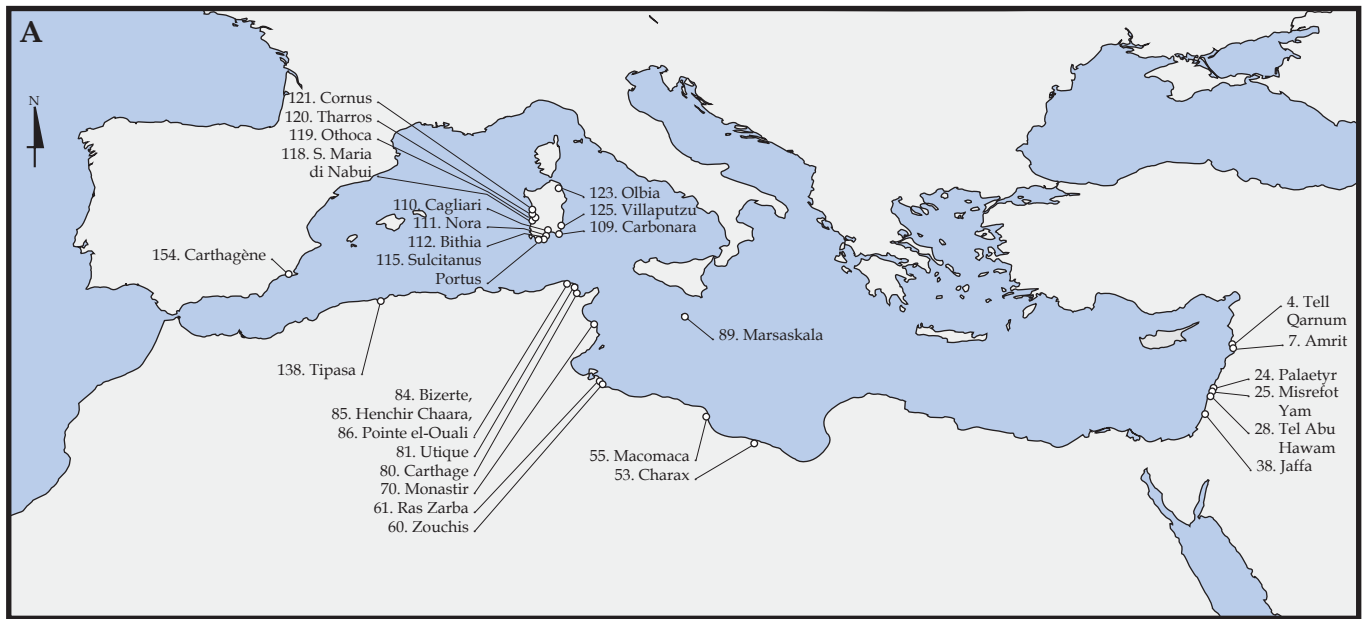 A
N
121. Cornus
120. Tharros
119. Othoca
118. S. Maria
di Nabui
110. Cagliari
111. Nora
112. Bithia
115. Sulcitanus
Portus
123. Olbia
125. Villaputzu
109. Carbonara
154. Carthagène
138. Tipasa
89. Marsaskala
84. Bizerte,
85. Henchir Chaara,
86. Pointe el-Ouali
81. Utique
80. Carthage
70. Monastir
61. Ras Zarba
60. Zouchis
55. Macomaca
53. Charax
4. Tell
Qarnum
7. Amrit
24. Palaetyr
25. Misrefot
Yam
28. Tel Abu
Hawam
38. Jaffa